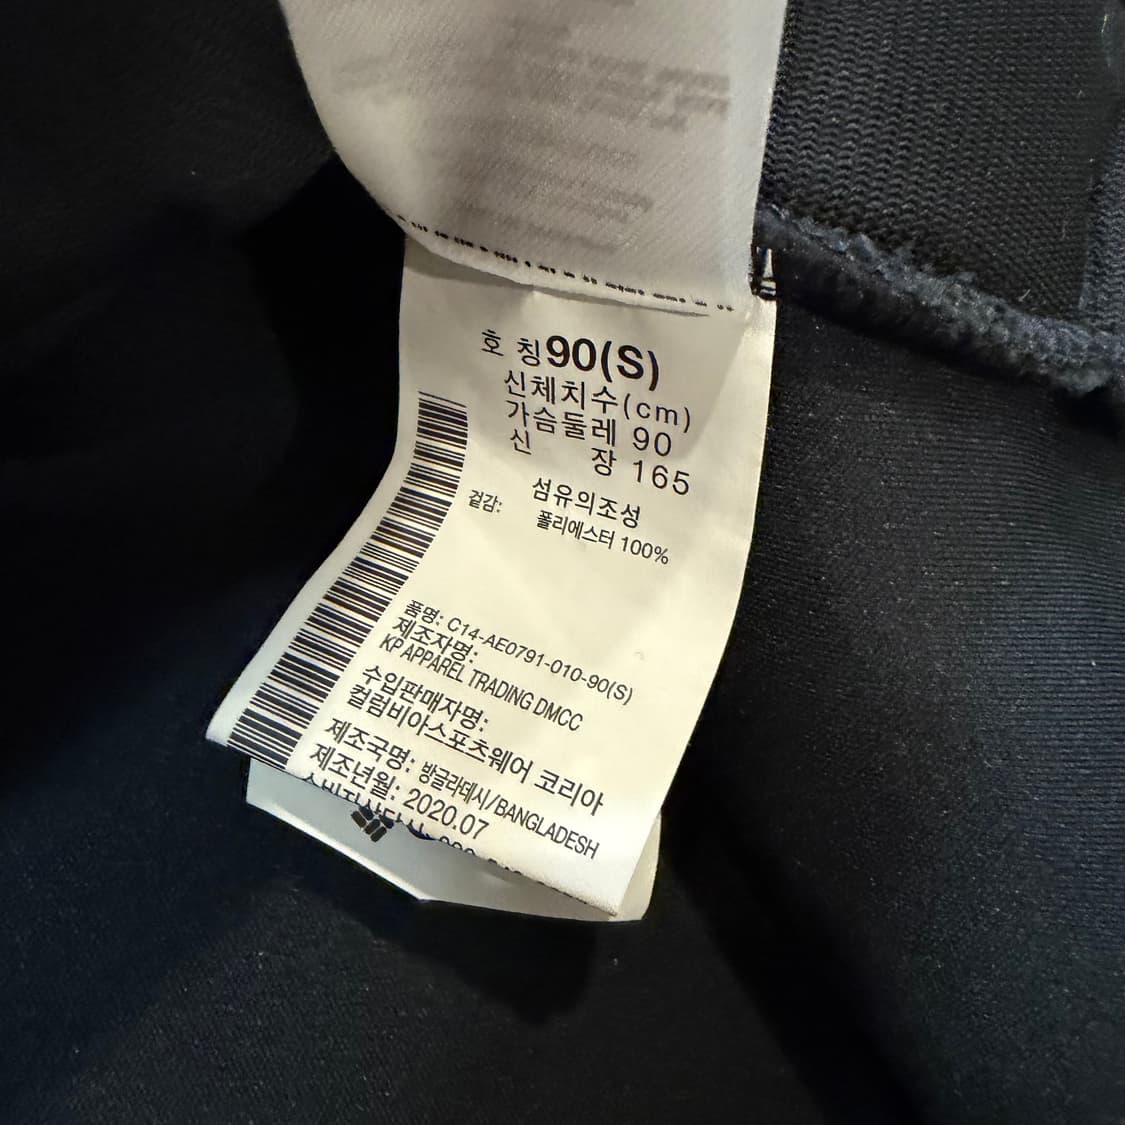 호 칭 90(S)
신체치수(cm)
가슴둘레 90
신 장 165
섬유의조성
겉감: 폴리에스터 100%
품명: C14-AE0791-010-90(S)
제조자명:
KP APPAREL TRADING DMCC
수입판매자명:
컬럼비아스포츠웨어 코리아
제조국명: 방글라데시/BANGLADESH
제조년월: 2020.07